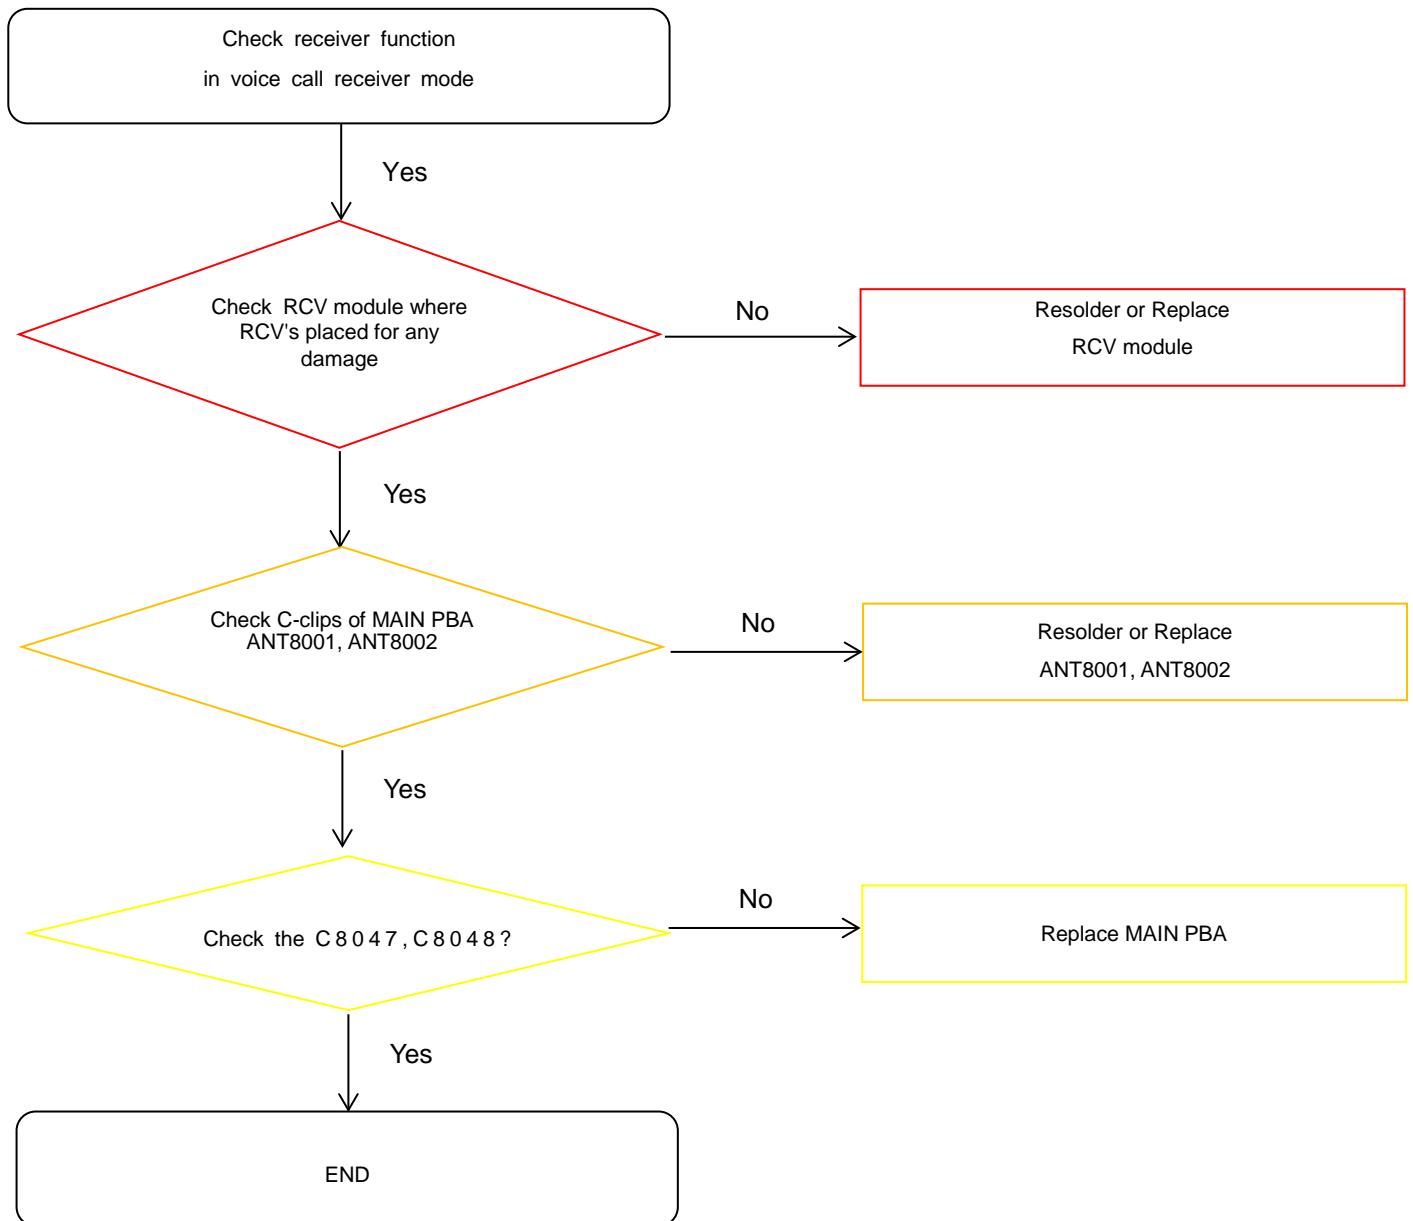 Check receiver function
in voice call receiver mode
Yes
Check RCV module where
RCV's placed for any
damage
No
Resolder or Replace
RCV module
Yes
Check C-clips of MAIN PBA
ANT8001, ANT8002
No
Resolder or Replace
ANT8001, ANT8002
Yes
Check the C8047,C8048?
No
Replace MAIN PBA
Yes
END